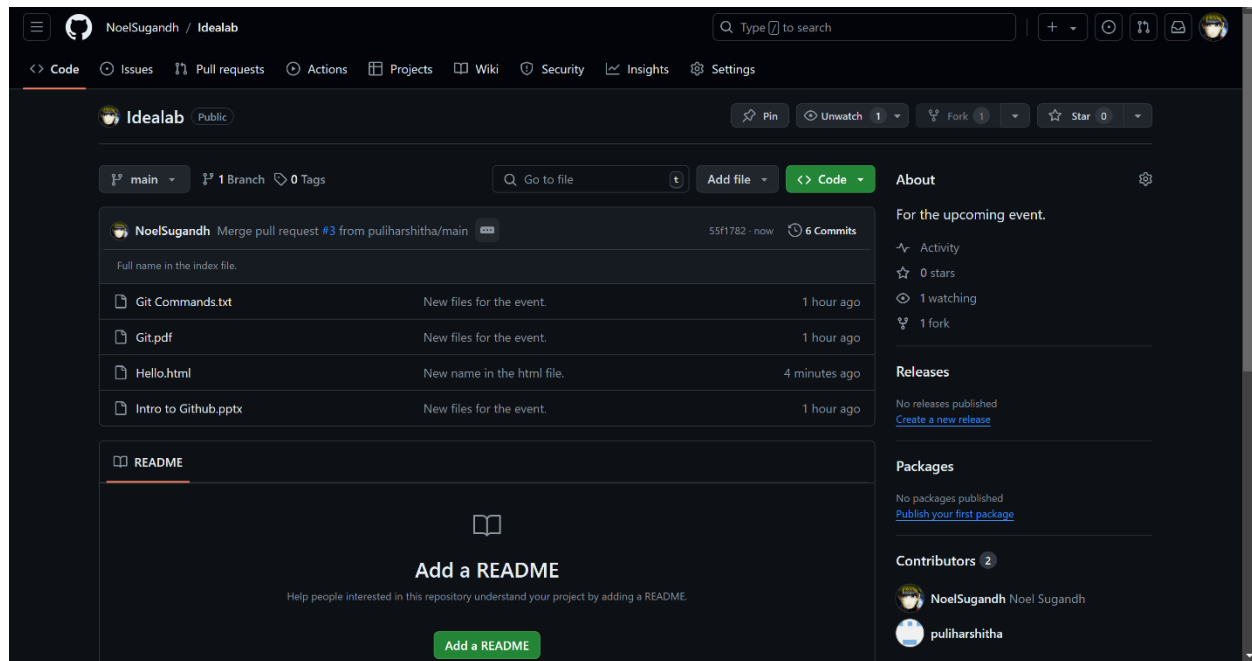 NoelSugandh / Idealab
Type / to search
Code Issues Pull requests Actions Projects Wiki Security Insights Settings
Idealab Public
Pin Unwatch 1 Fork 1 Star 0
main 1 Branch 0 Tags Go to file t Add file Code
NoelSugandh Merge pull request #3 from puliharshitha/main 55f1782 · now 6 Commits
Full name in the index file.
Git Commands.txt New files for the event. 1 hour ago
Git.pdf New files for the event. 1 hour ago
Hello.html New name in the html file. 4 minutes ago
Intro to Github.pptx New files for the event. 1 hour ago
README
Add a README
Help people interested in this repository understand your project by adding a README.
Add a README
About
For the upcoming event.
Activity
0 stars
1 watching
1 fork
Releases
No releases published
Create a new release
Packages
No packages published
Publish your first package
Contributors 2
NoelSugandh Noel Sugandh
puliharshitha